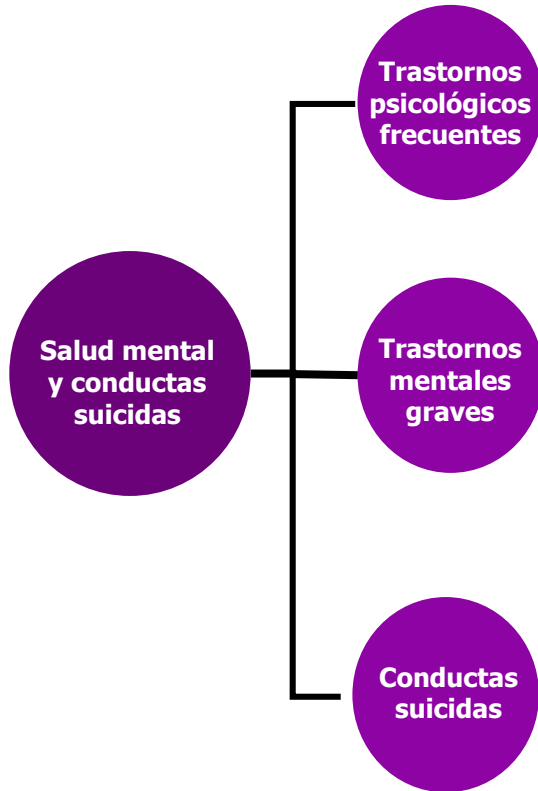 Trastornos
psicológicos
frecuentes
Salud mental
y conductas
suicidas
Trastornos
mentales
graves
Conductas
suicidas